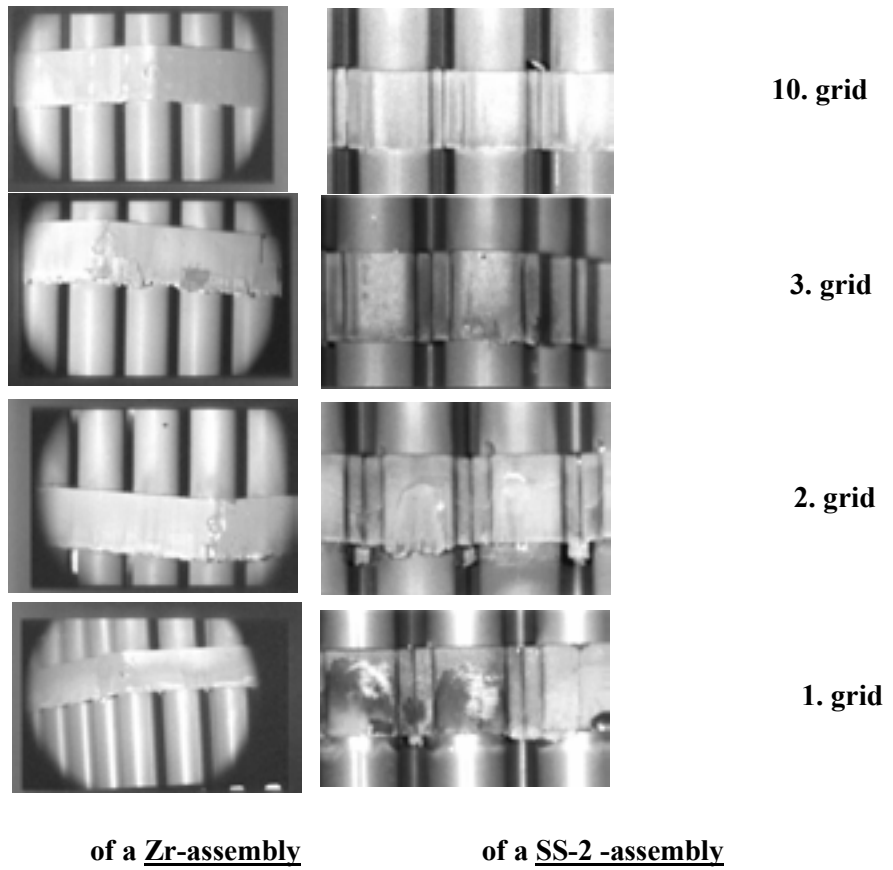 10. grid
3. grid
2. grid
1. grid
of a Zr-assembly of a SS-2 -assembly